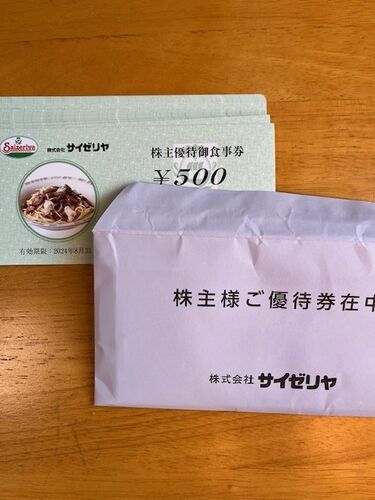 Saizeriya
株式会社 サイゼリヤ
株主優待御食事券
¥500
有効期限:2024年8月31
株主様ご優待券在中
株式会社 サイゼリヤ